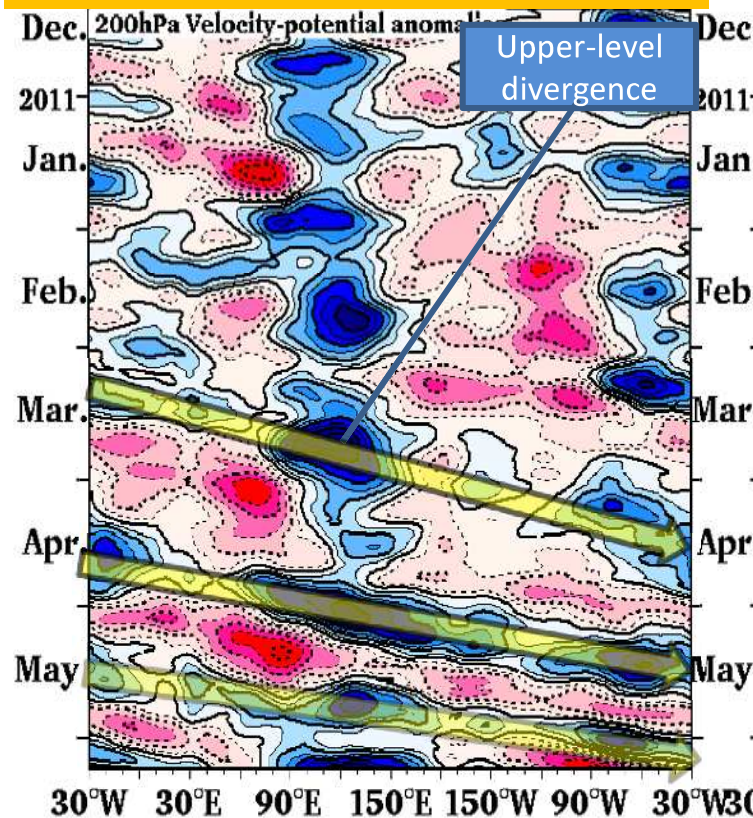 Dec. 200hPa Velocity-potential Dec
Upper-level
divergence
2011 2011
Jan. Jan
Feb. Feb
Mar. Mar
Apr. Apr
May May
30°W 30°E 90°E 150°E 150°W 90°W 30°W 30